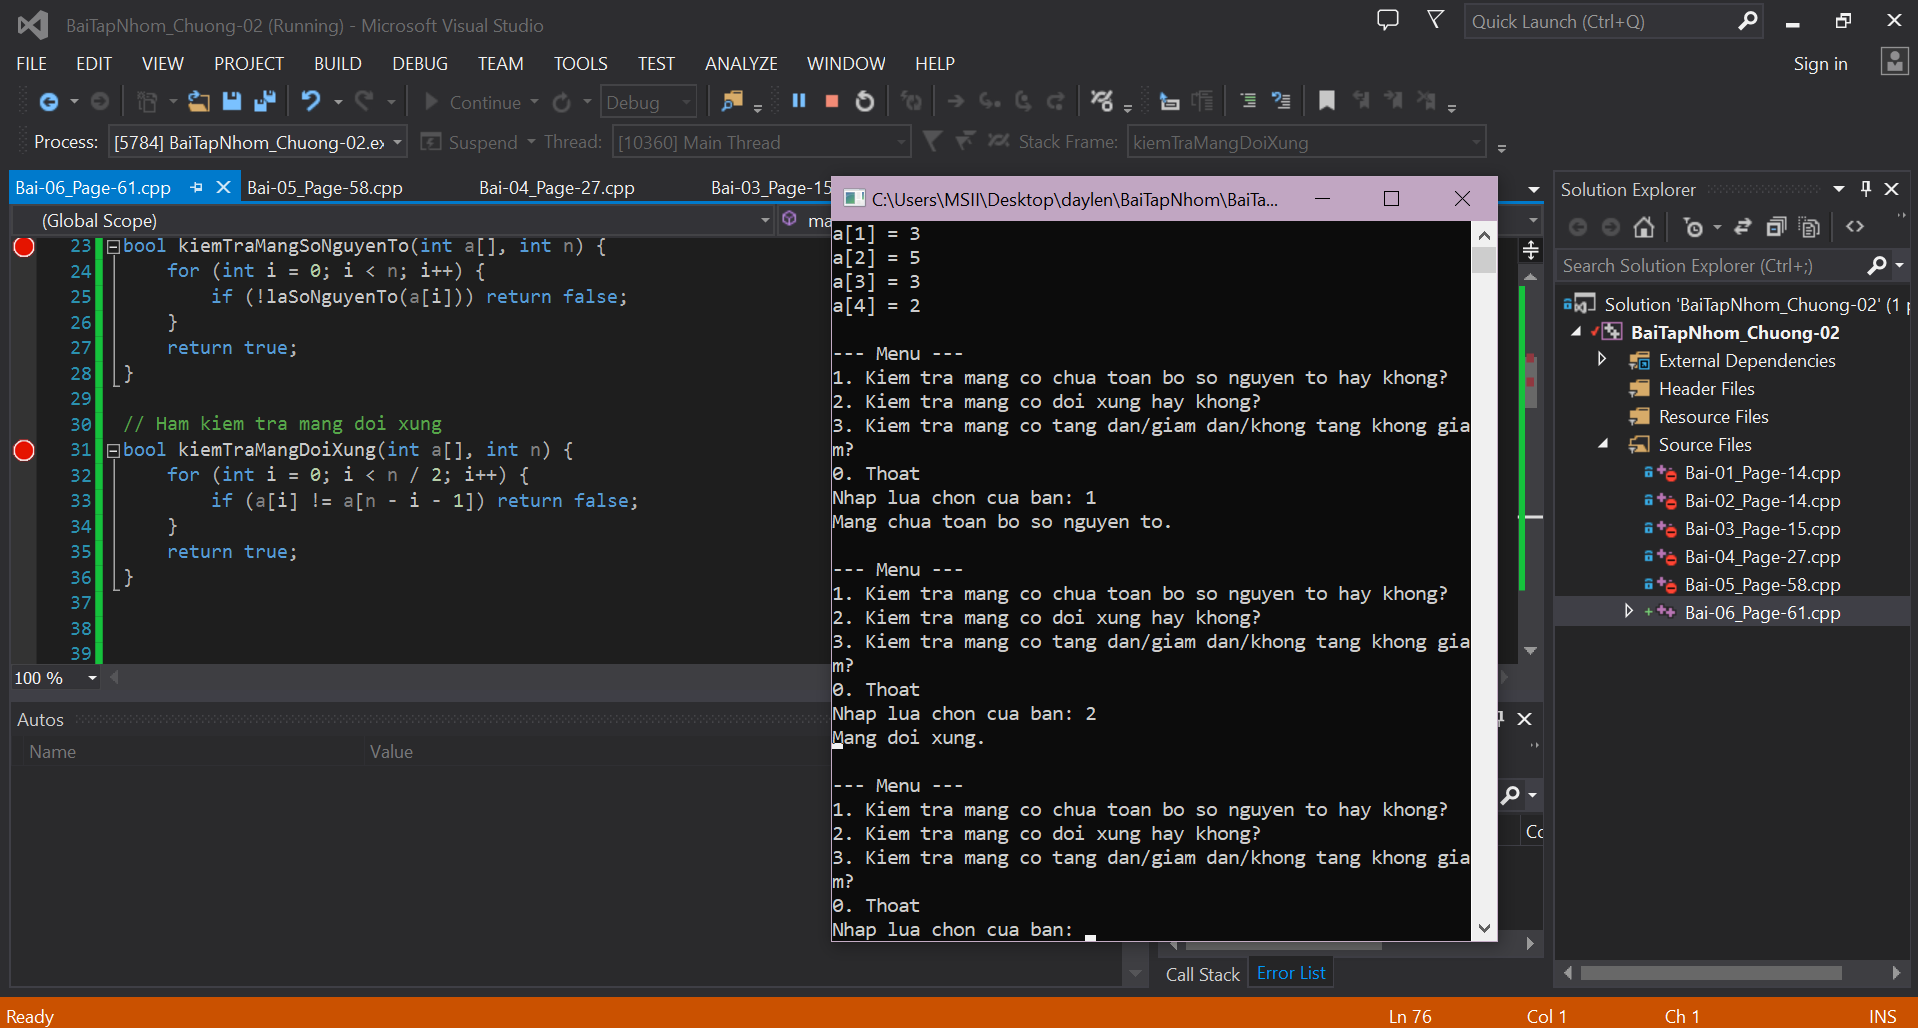 BaiTapNhom_Chuong-02 (Running) - Microsoft Visual Studio
Quick Launch (Ctrl+Q)
FILE EDIT VIEW PROJECT BUILD DEBUG TEAM TOOLS TEST ANALYZE WINDOW HELP
Sign in
Continue Debug
Process: [5784] BaiTapNhom_Chuong-02.ex Suspend Thread: [10360] Main Thread Stack Frame: kiemTraMangDoiXung
Bai-06_Page-61.cpp Bai-05_Page-58.cpp Bai-04_Page-27.cpp Bai-03_Page-15
(Global Scope) ma
23 bool kiemTraMangSoNguyenTo(int a[], int n) {
24 for (int i = 0; i < n; i++) {
25 if (!laSoNguyenTo(a[i])) return false;
26 }
27 return true;
28 }
29
30 // Ham kiem tra mang doi xung
31 bool kiemTraMangDoiXung(int a[], int n) {
32 for (int i = 0; i < n / 2; i++) {
33 if (a[i] != a[n - i - 1]) return false;
34 }
35 return true;
36 }
37
38
39
100 %
Autos
Name Value
C:\Users\MSII\Desktop\daylen\BaiTapNhom\BaiTa...
a[1] = 3
a[2] = 5
a[3] = 3
a[4] = 2
--- Menu ---
1. Kiem tra mang co chua toan bo so nguyen to hay khong?
2. Kiem tra mang co doi xung hay khong?
3. Kiem tra mang co tang dan/giam dan/khong tang khong gia
m?
0. Thoat
Nhap lua chon cua ban: 1
Mang chua toan bo so nguyen to.
--- Menu ---
1. Kiem tra mang co chua toan bo so nguyen to hay khong?
2. Kiem tra mang co doi xung hay khong?
3. Kiem tra mang co tang dan/giam dan/khong tang khong gia
m?
0. Thoat
Nhap lua chon cua ban: 2
Mang doi xung.
--- Menu ---
1. Kiem tra mang co chua toan bo so nguyen to hay khong?
2. Kiem tra mang co doi xung hay khong?
3. Kiem tra mang co tang dan/giam dan/khong tang khong gia
m?
0. Thoat
Nhap lua chon cua ban:
Co
Call Stack Error List
Solution Explorer
Search Solution Explorer (Ctrl+;)
Solution 'BaiTapNhom_Chuong-02' (1 p
BaiTapNhom_Chuong-02
External Dependencies
Header Files
Resource Files
Source Files
Bai-01_Page-14.cpp
Bai-02_Page-14.cpp
Bai-03_Page-15.cpp
Bai-04_Page-27.cpp
Bai-05_Page-58.cpp
Bai-06_Page-61.cpp
Ready Ln 76 Col 1 Ch 1 INS